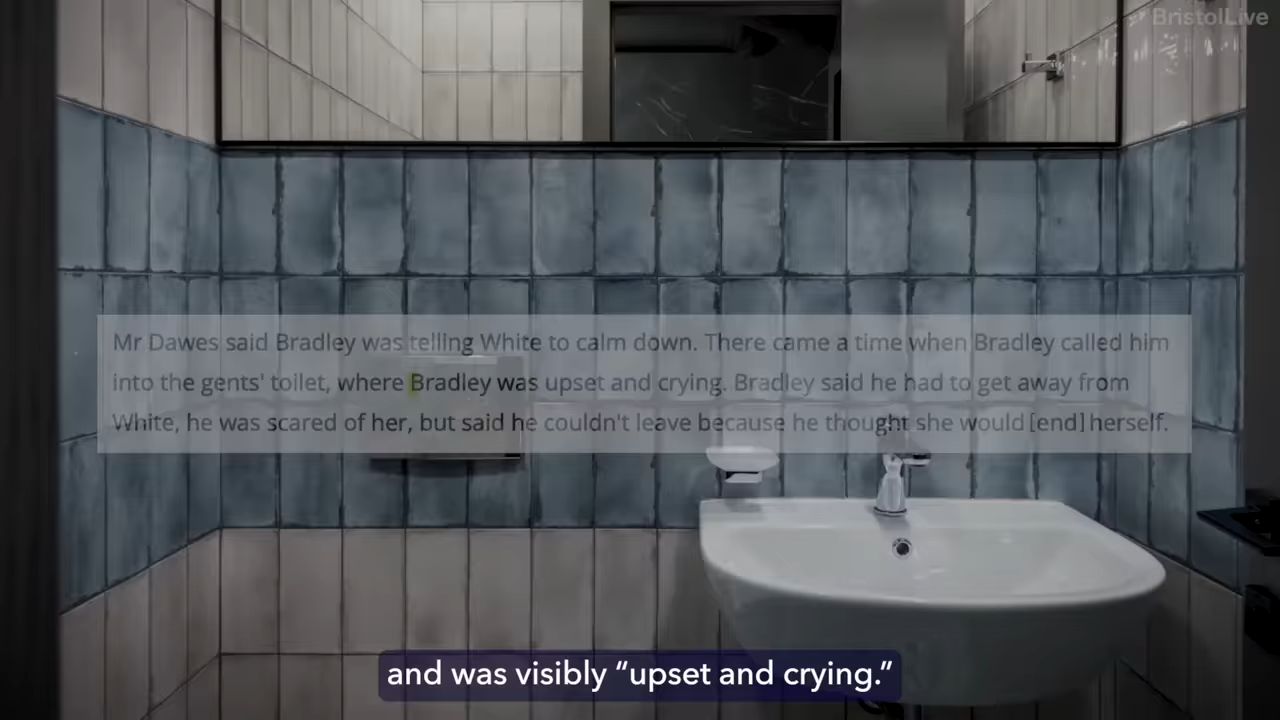 BristolLive
Mr Dawes said Bradley was telling White to calm down. There came a time when Bradley called him
into the gents' toilet, where Bradley was upset and crying. Bradley said he had to get away from
White, he was scared of her, but said he couldn't leave because he thought she would [end] herself.
and was visibly “upset and crying.”